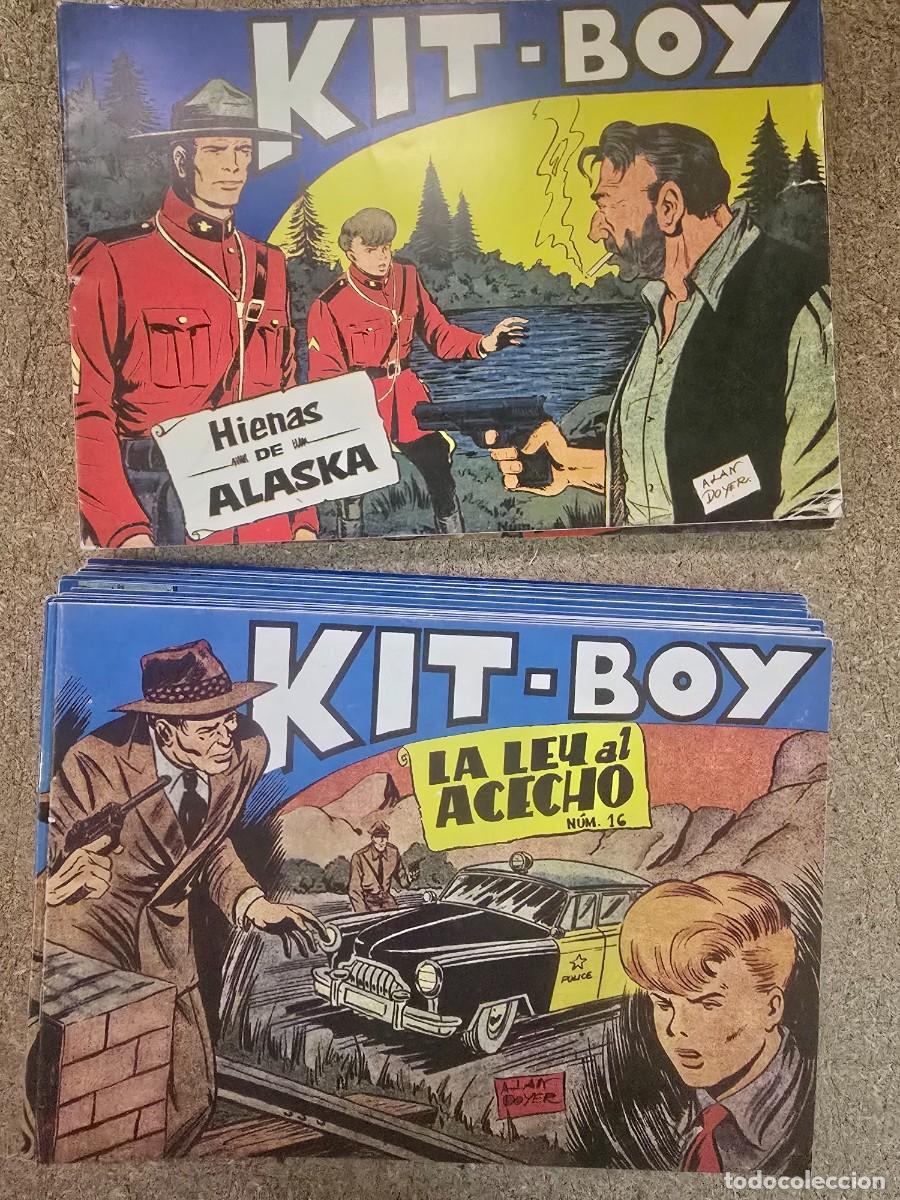 KIT-BOY
Hienas
DE
ALASKA
ALAN
DOYER.
Núm.
KIT-BOY
LA LEY al
ACECHO
NÚM. 16
POLICE
ALAN
DOYER
todocoleccion